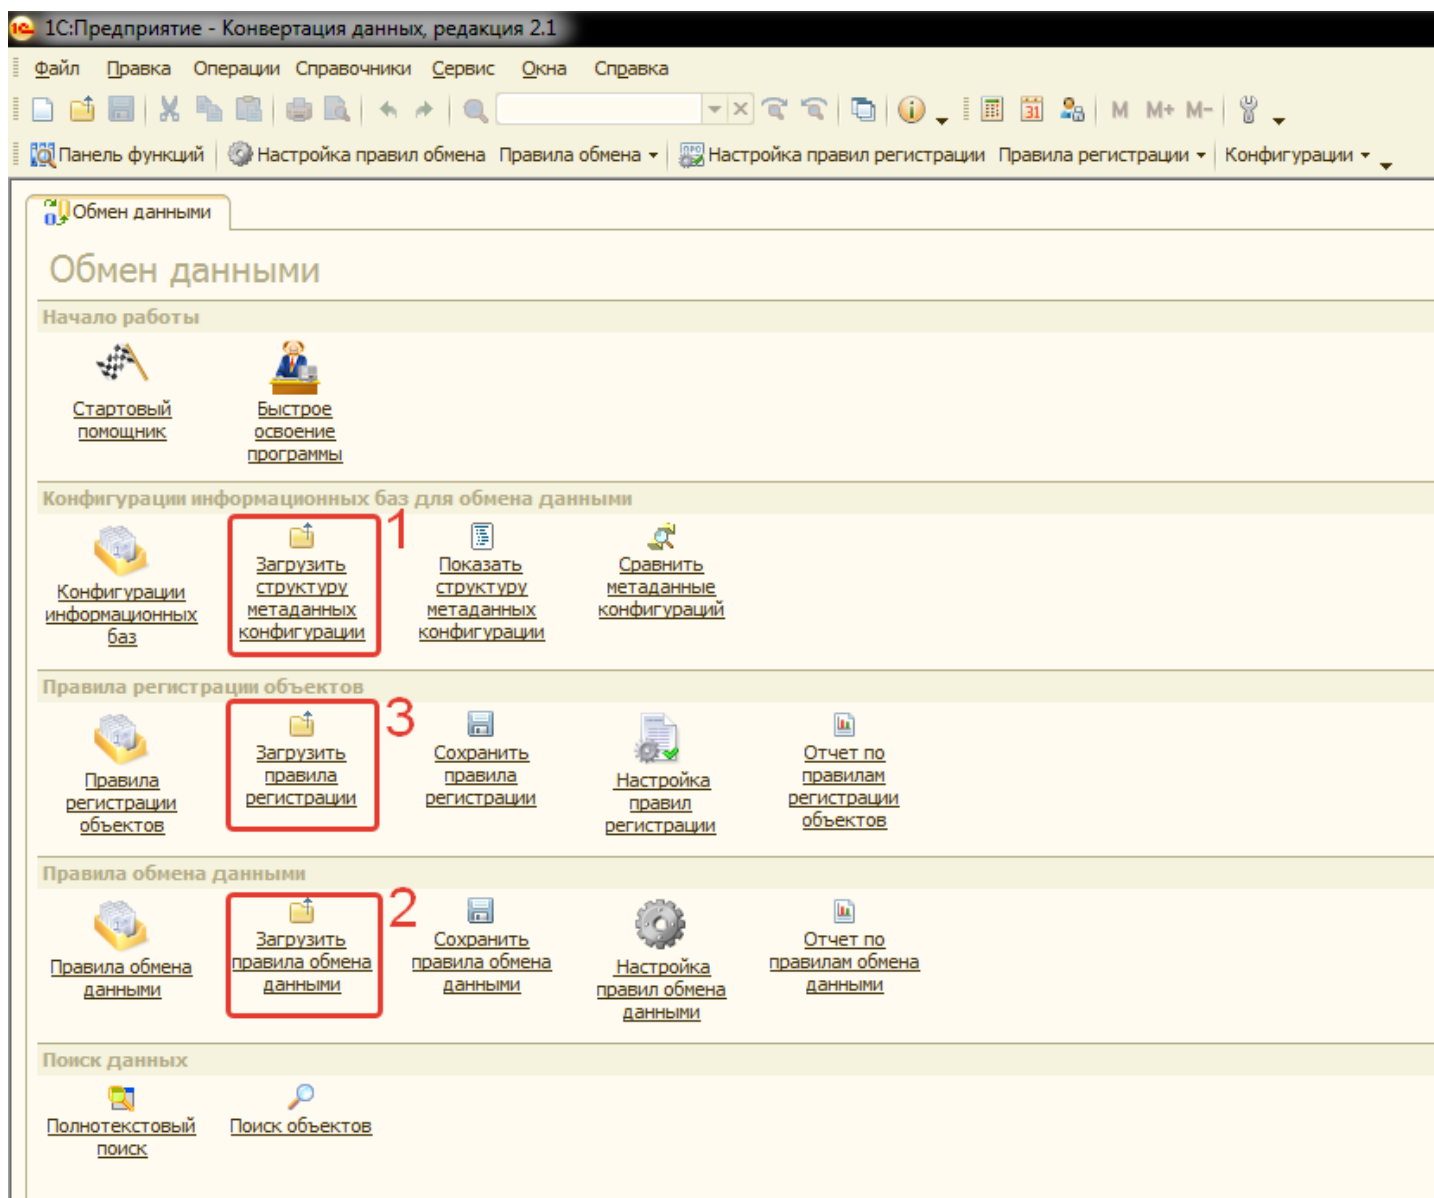 1С:Предприятие - Конвертация данных, редакция 2.1
Файл Правка Операции Справочники Сервис Окна Справка
31 M M+ M-
Панель функций Настройка правил обмена Правила обмена Настройка правил регистрации Правила регистрации Конфигурации
Обмен данными
Обмен данными
Начало работы
Стартовый
помощник
Быстрое
освоение
программы
Конфигурации информационных баз для обмена данными
Конфигурации
информационных
баз
1
Загрузить
структуру
метаданных
конфигурации
Показать
структуру
метаданных
конфигурации
Сравнить
метаданные
конфигураций
Правила регистрации объектов
Правила
регистрации
объектов
3
Загрузить
правила
регистрации
Сохранить
правила
регистрации
Настройка
правил
регистрации
Отчет по
правилам
регистрации
объектов
Правила обмена данными
Правила обмена
данными
2
Загрузить
правила обмена
данными
Сохранить
правила обмена
данными
Настройка
правил обмена
данными
Отчет по
правилам обмена
данными
Поиск данных
Полнотекстовый
поиск
Поиск объектов